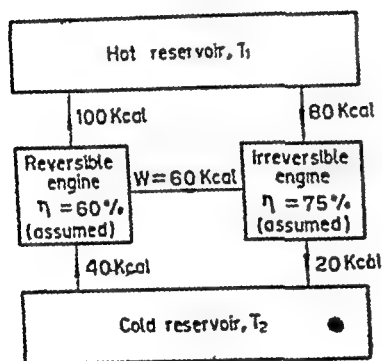 Hot reservoir, T₁
100 Kcal
80 Kcal
Reversible
engine
η = 60%
(assumed)
W = 60 Kcal
Irreversible
engine
η = 75%
(assumed)
40 Kcal
20 Kcal
Cold reservoir, T₂